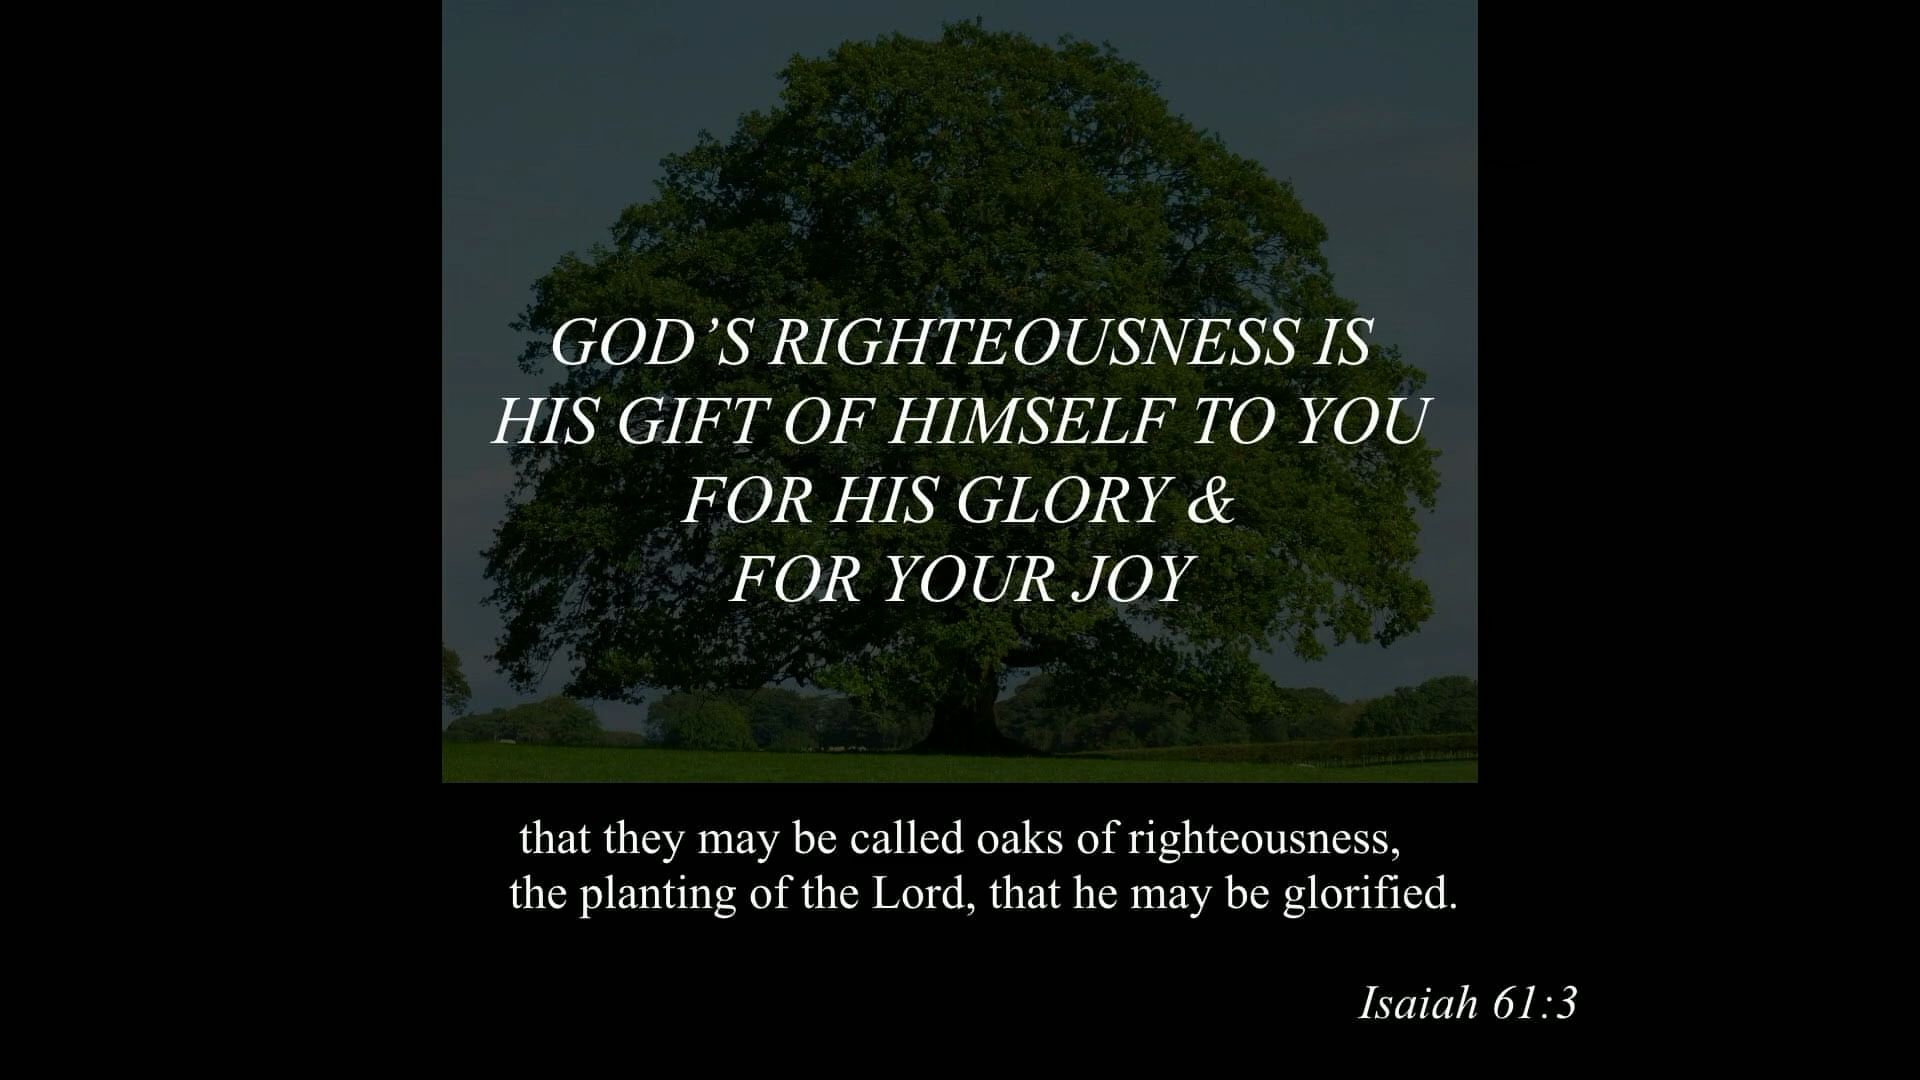 GOD’S RIGHTEOUSNESS IS
HIS GIFT OF HIMSELF TO YOU
FOR HIS GLORY &
FOR YOUR JOY
that they may be called oaks of righteousness,
the planting of the Lord, that he may be glorified.
Isaiah 61:3